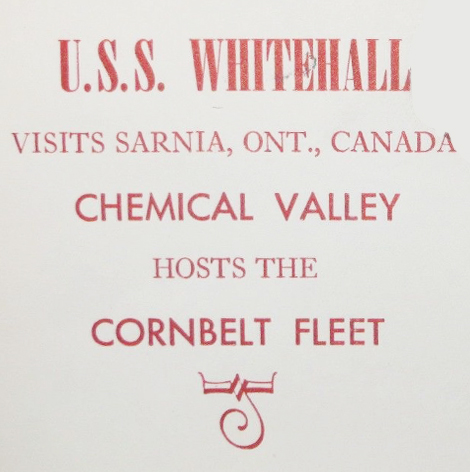 U.S.S. WHITEHALL
VISITS SARNIA, ONT., CANADA
CHEMICAL VALLEY
HOSTS THE
CORNBELT FLEET